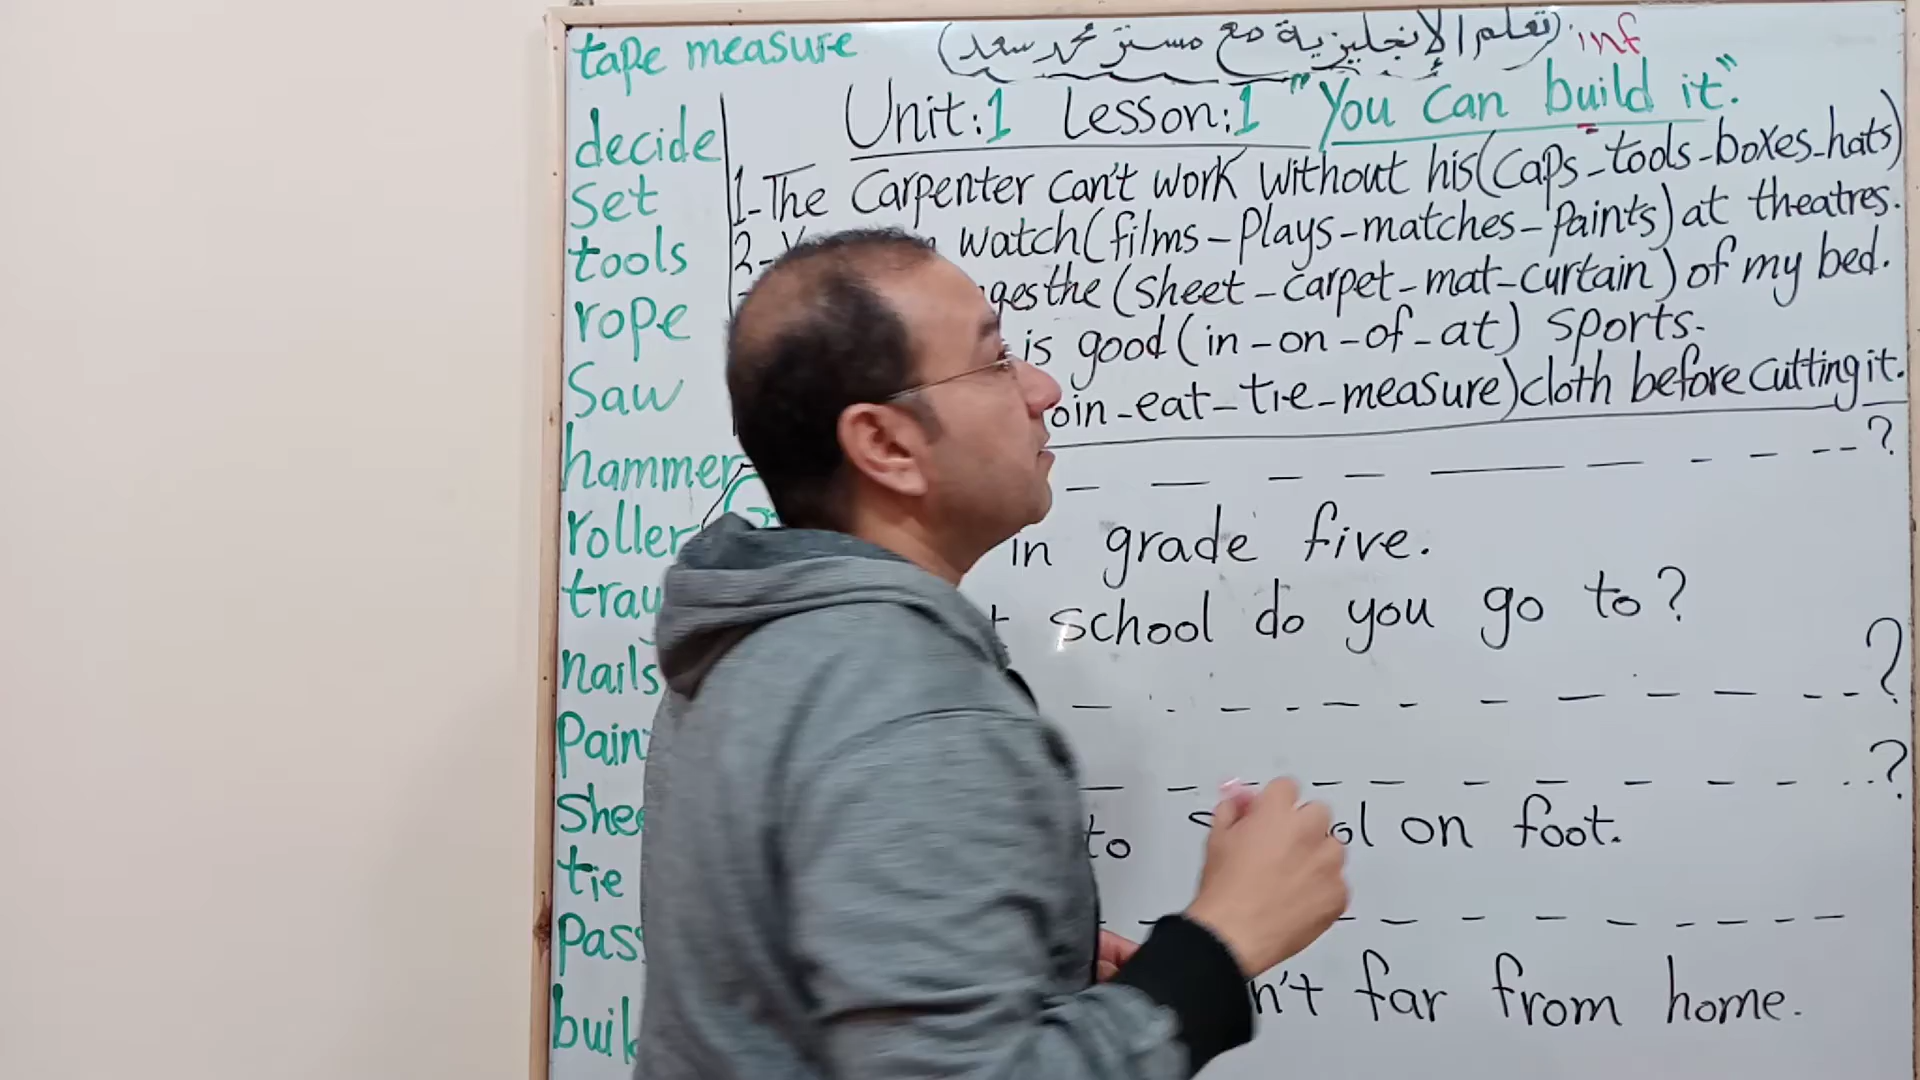 tape measure
(تعلم الإنجليزية مع مستر محمد سعد) inf
Unit:1 Lesson:1 "You Can build it".
decide
Set
tools
rope
Saw
hammer
roller
tray
nails
tie
1-The Carpenter can't work without his(Caps-tools-boxes-hats)
2- watch(films-plays-matches-paints)at theatres.
the (sheet-carpet-mat-curtain) of my bed.
is good (in-on-of-at) sports.
-eat-tie-measure)cloth before cutting it.
?
in grade five.
school do you go to?
?
?
to on foot.
far from home.